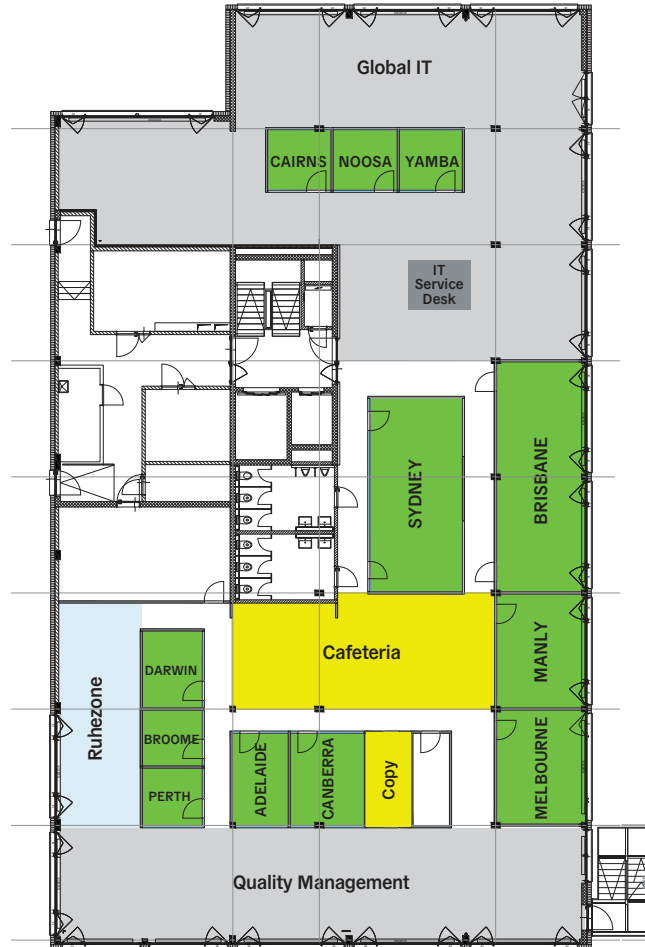 Global IT
CAIRNS
NOOSA
YAMBA
IT
Service
Desk
SYDNEY
BRISBANE
Cafeteria
MANLY
Ruhezone
DARWIN
BROOME
PERTH
ADELAIDE
CANBERRA
Copy
MELBOURNE
Quality Management